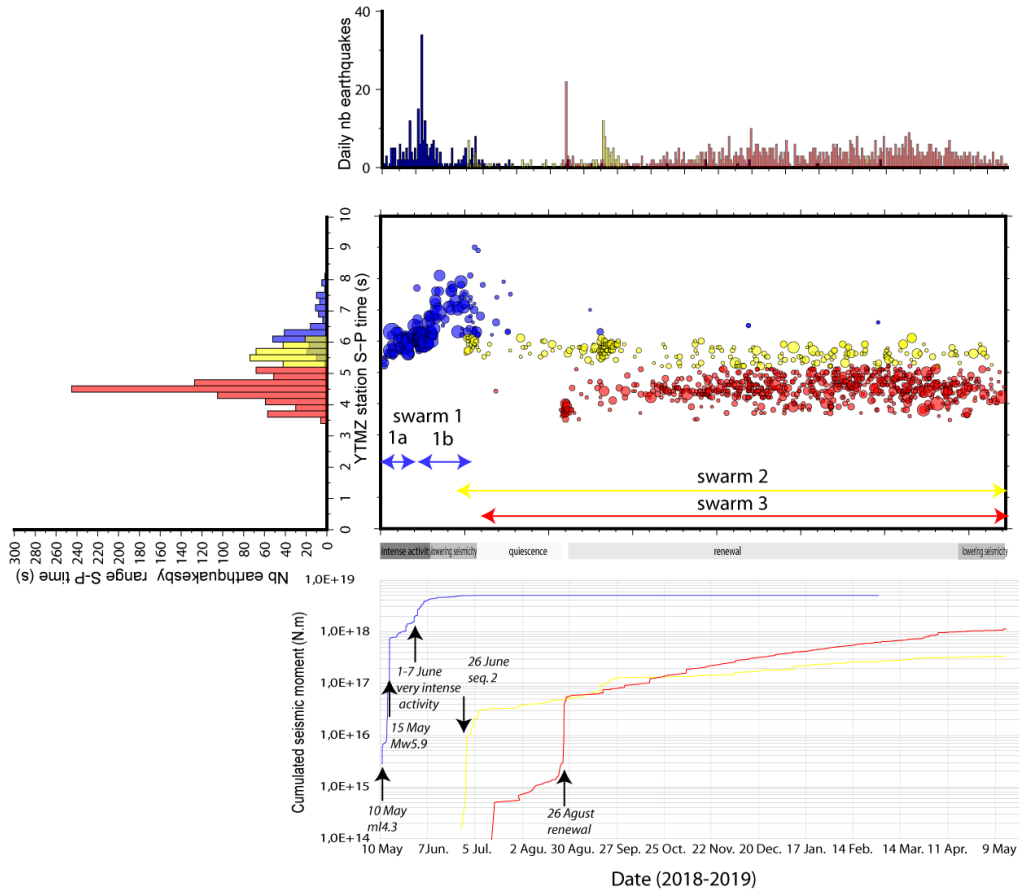 40
20
0
Daily nb earthquakes
10
9
8
7
6
5
4
3
2
1
0
YTMZ station S-P time (s)
300
280
260
240
220
200
180
160
140
120
100
80
60
40
20
0
Nb earthquakesby range S-P time (s)
swarm 1
1a 1b
swarm 2
swarm 3
intense activity lowering seismicity quiescence renewal lowering seismicity
1,0E+19
1,0E+18
1,0E+17
1,0E+16
1,0E+15
1,0E+14
Cumulated seismic moment (N.m)
1-7 June
very intense
activity
26 June
seq.2
15 May
Mw5.9
10 May
ml4.3
26 Agust
renewal
10 May 7Jun. 5 Jul. 2 Agu. 30 Agu. 27 Sep. 25 Oct. 22 Nov. 20 Dec. 17 Jan. 14 Feb. 14 Mar. 11 Apr. 9 May
Date (2018-2019)